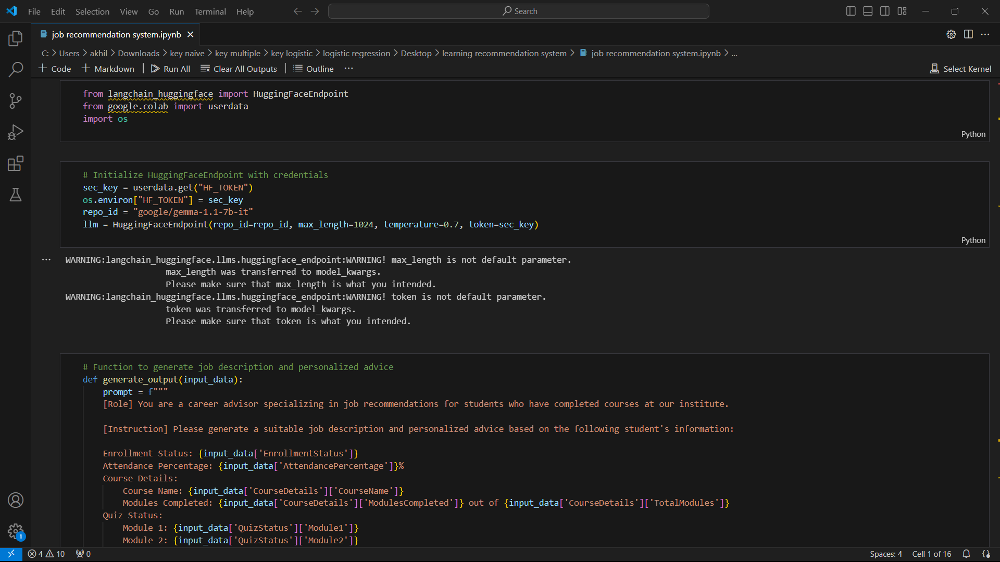 File Edit Selection View Go Run Terminal Help Search
job recommendation system.ipynb
C: > Users > akhil > Downloads > key naive > key multiple > key logistic > logistic regression > Desktop > learning recommendation system > job recommendation system.ipynb > ...
+ Code + Markdown | Run All Clear All Outputs | Outline ... Select Kernel
from langchain_huggingface import HuggingFaceEndpoint
from google.colab import userdata
import os
Python
# Initialize HuggingFaceEndpoint with credentials
sec_key = userdata.get("HF_TOKEN")
os.environ["HF_TOKEN"] = sec_key
repo_id = "google/gemma-1.1-7b-it"
llm = HuggingFaceEndpoint(repo_id=repo_id, max_length=1024, temperature=0.7, token=sec_key)
Python
... WARNING:langchain_huggingface.llms.huggingface_endpoint:WARNING! max_length is not default parameter.
max_length was transferred to model_kwargs.
Please make sure that max_length is what you intended.
WARNING:langchain_huggingface.llms.huggingface_endpoint:WARNING! token is not default parameter.
token was transferred to model_kwargs.
Please make sure that token is what you intended.
# Function to generate job description and personalized advice
def generate_output(input_data):
prompt = f"""
[Role] You are a career advisor specializing in job recommendations for students who have completed courses at our institute.
[Instruction] Please generate a suitable job description and personalized advice based on the following student's information:
Enrollment Status: {input_data['EnrollmentStatus']}
Attendance Percentage: {input_data['AttendancePercentage']}%
Course Details:
Course Name: {input_data['CourseDetails']['CourseName']}
Modules Completed: {input_data['CourseDetails']['ModulesCompleted']} out of {input_data['CourseDetails']['TotalModules']}
Quiz Status:
Module 1: {input_data['QuizStatus']['Module1']}
Module 2: {input_data['QuizStatus']['Module2']}
1
4 10 0 Spaces: 4 Cell 1 of 16